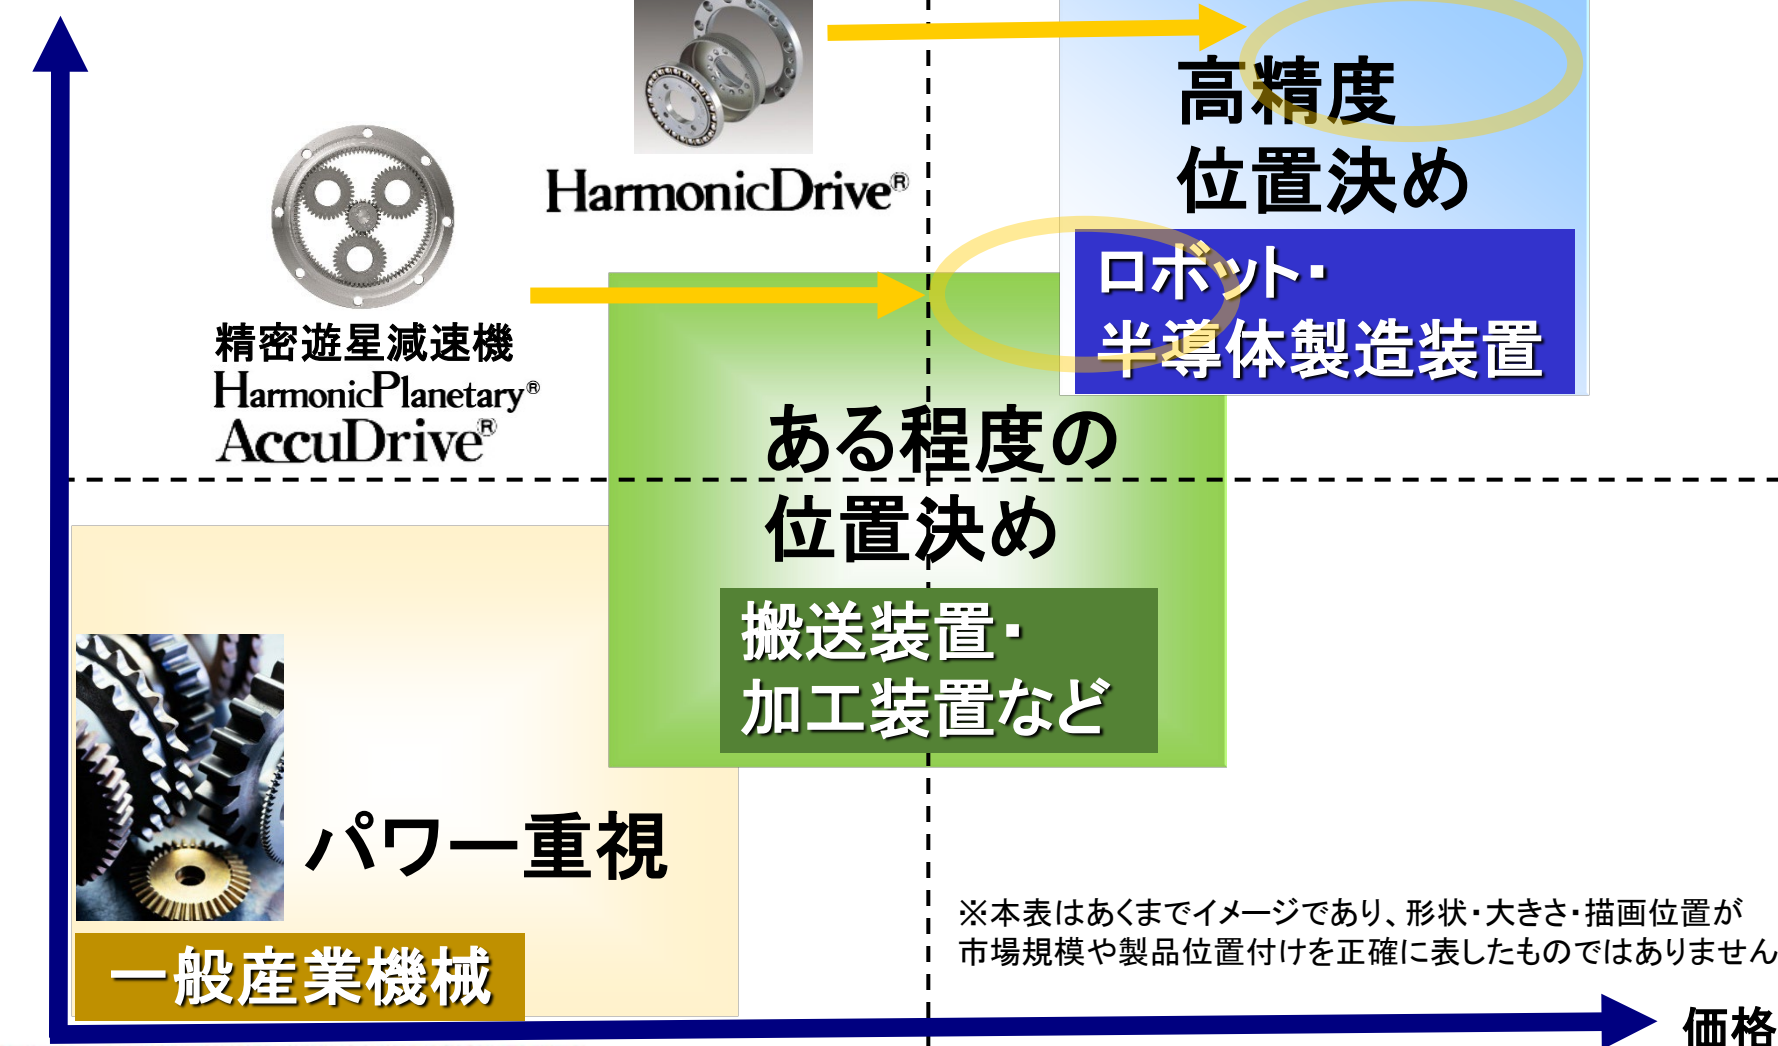 高精度
位置決め
HarmonicDrive®
ロボット・
半導体製造装置
精密遊星減速機
HarmonicPlanetary®
AccuDrive®
ある程度の
位置決め
搬送装置・
加工装置など
パワー重視
一般産業機械
※本表はあくまでイメージであり、形状・大きさ・描画位置が
市場規模や製品位置付けを正確に表したものではありません
価格